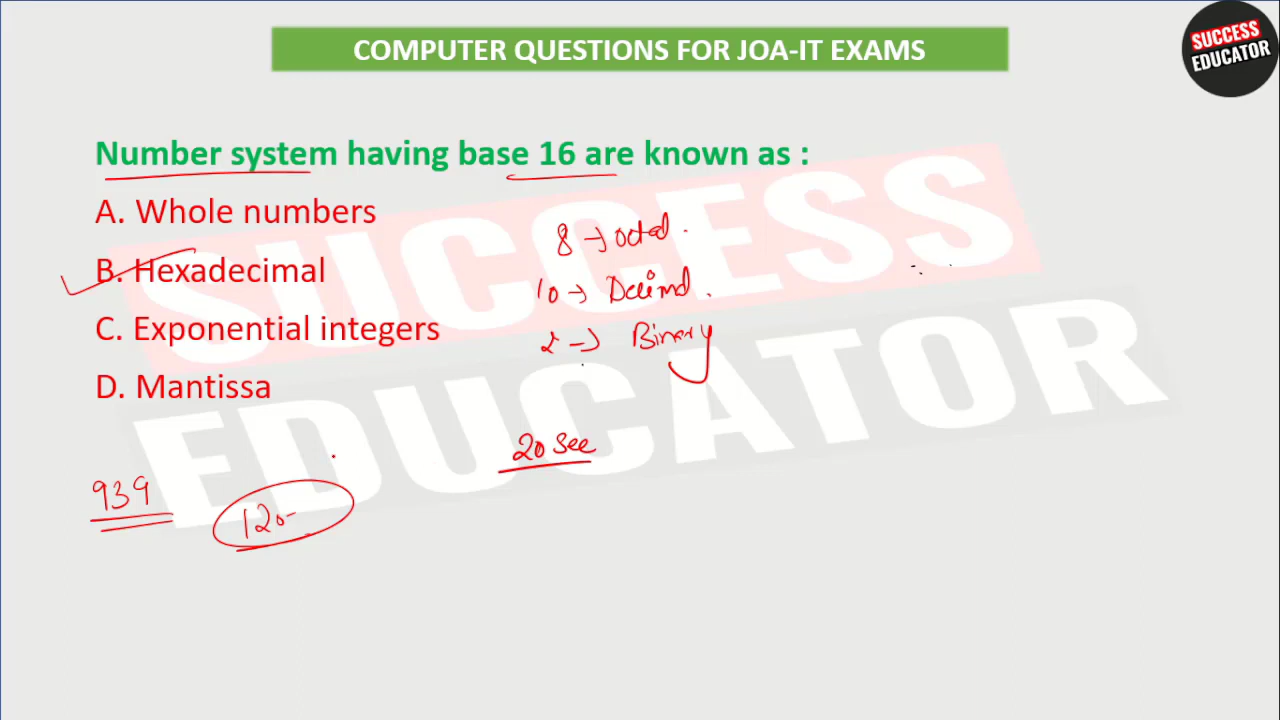 COMPUTER QUESTIONS FOR JOA-IT EXAMS
SUCCESS
EDUCATOR
Number system having base 16 are known as :
A. Whole numbers
B. Hexadecimal
C. Exponential integers
D. Mantissa
8 → Octal.
10 → Decimal.
2 → Binary
20 Sec
939
120
SUCCESS
EDUCATOR